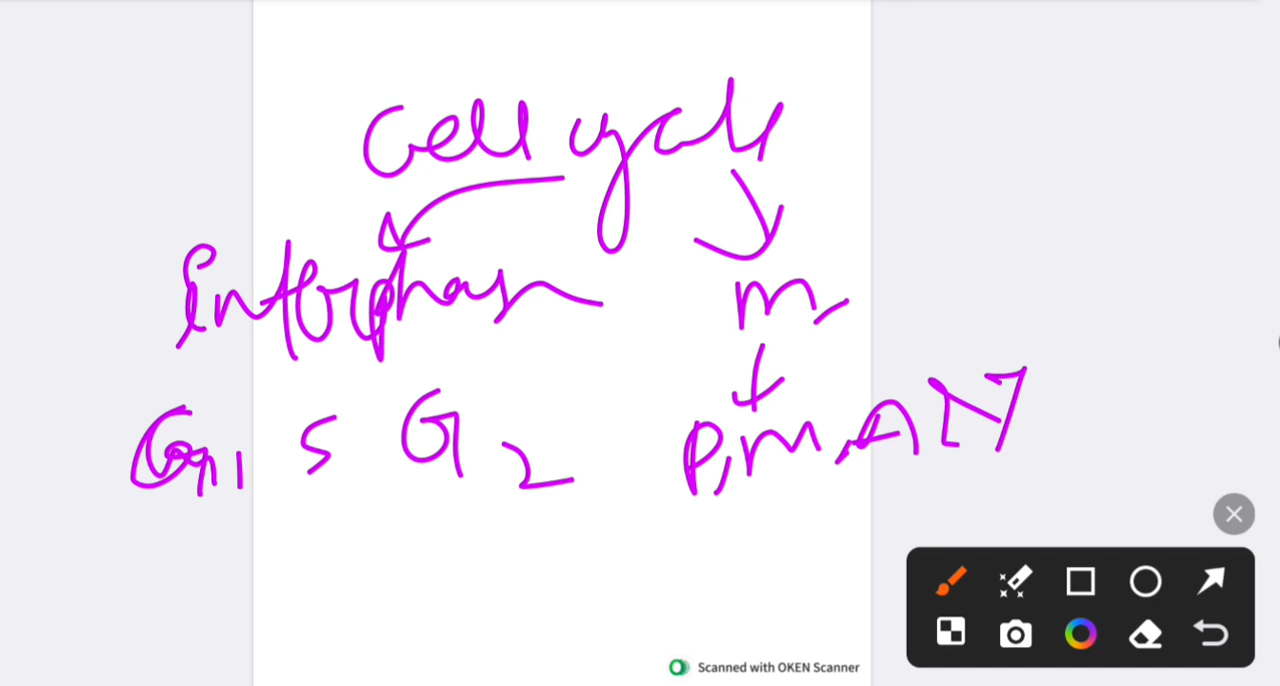 Cell cycle
Interphase M
G1 S G2 P, M, A N
Scanned with OKEN Scanner